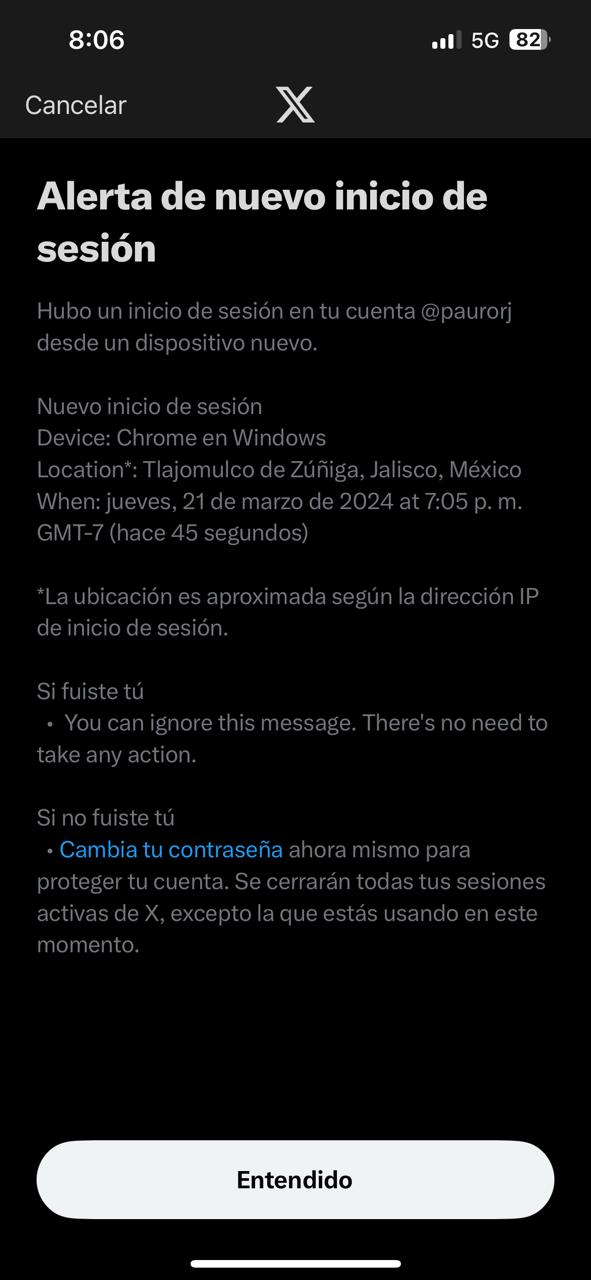 8:06
5G
82
Cancelar
Alerta de nuevo inicio de
sesión
Hubo un inicio de sesión en tu cuenta @paurorj
desde un dispositivo nuevo.
Nuevo inicio de sesión
Device: Chrome en Windows
Location*: Tlajomulco de Zúñiga, Jalisco, México
When: jueves, 21 de marzo de 2024 at 7:05 p. m.
GMT-7 (hace 45 segundos)
*La ubicación es aproximada según la dirección IP
de inicio de sesión.
Si fuiste tú
• You can ignore this message. There's no need to
take any action.
Si no fuiste tú
• Cambia tu contraseña ahora mismo para
proteger tu cuenta. Se cerrarán todas tus sesiones
activas de X, excepto la que estás usando en este
momento.
Entendido